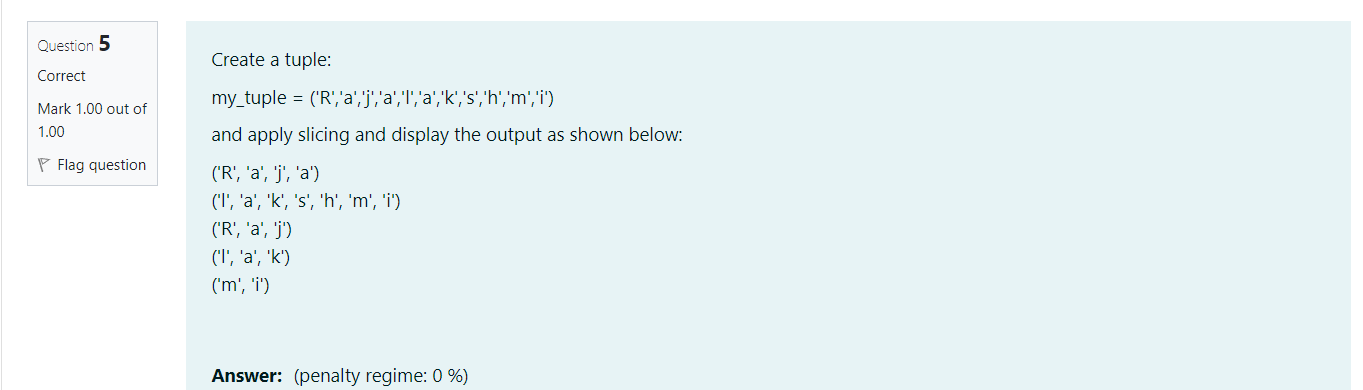 Question 5
Correct
Mark 1.00 out of
1.00
Flag question
Create a tuple:
my_tuple = ('R','a','j','a','l','a','k','s','h','m','i')
and apply slicing and display the output as shown below:
('R', 'a', 'j', 'a')
('l', 'a', 'k', 's', 'h', 'm', 'i')
('R', 'a', 'j')
('l', 'a', 'k')
('m', 'i')
Answer: (penalty regime: 0 %)